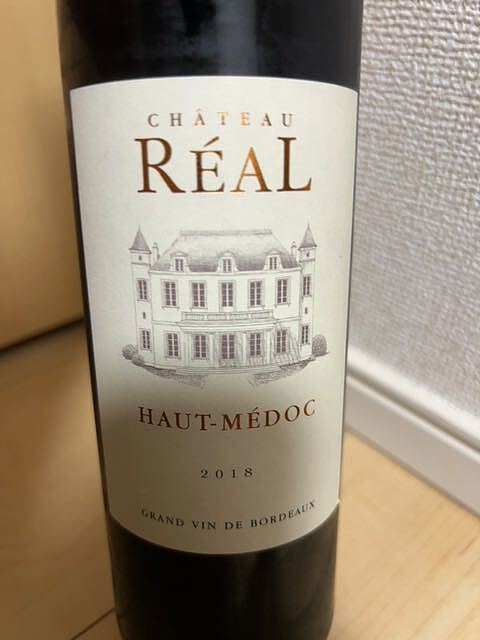 CHÂTEAU
RÉAL
HAUT-MÉDOC
2018
GRAND VIN DE BORDEAUX